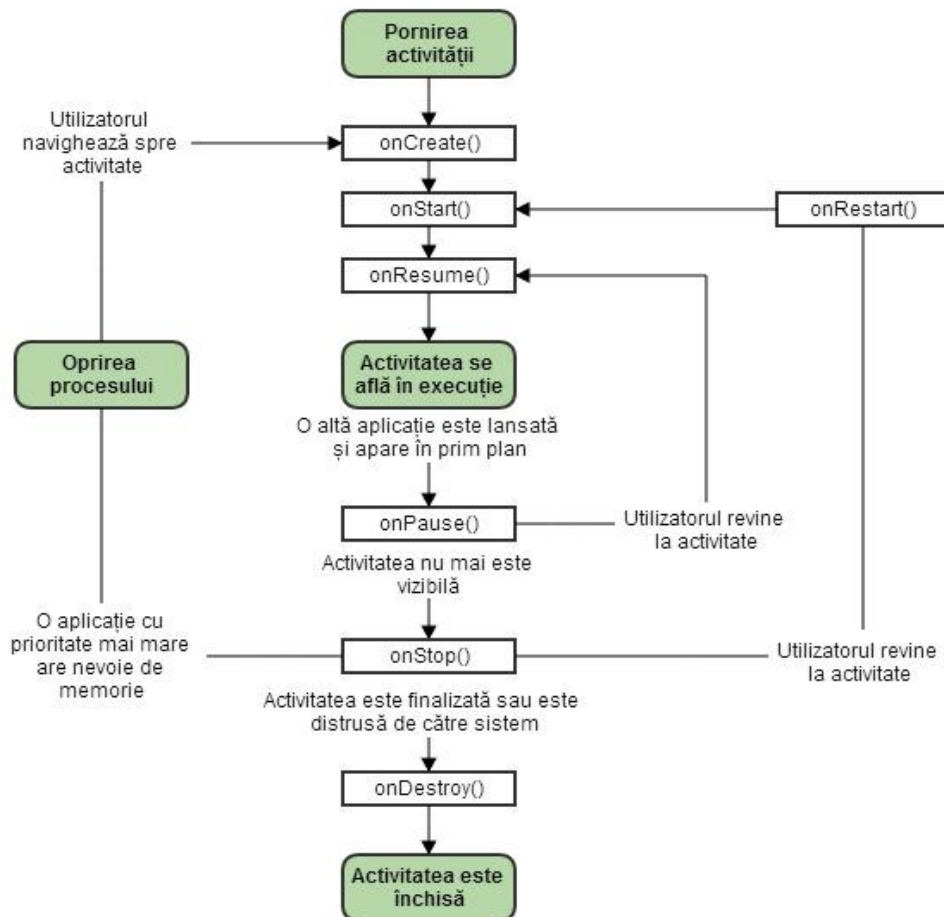 Pornirea
activității
Utilizatorul
navighează spre
activitate
onCreate()
onStart()
onRestart()
onResume()
Oprirea
procesului
Activitatea se
află în execuție
O altă aplicație este lansată
și apare în prim plan
onPause()
Utilizatorul revine
la activitate
Activitatea nu mai este
vizibilă
O aplicație cu
prioritate mai mare
are nevoie de
memorie
onStop()
Utilizatorul revine
la activitate
Activitatea este finalizată sau este
distrusă de către sistem
onDestroy()
Activitatea este
închisă